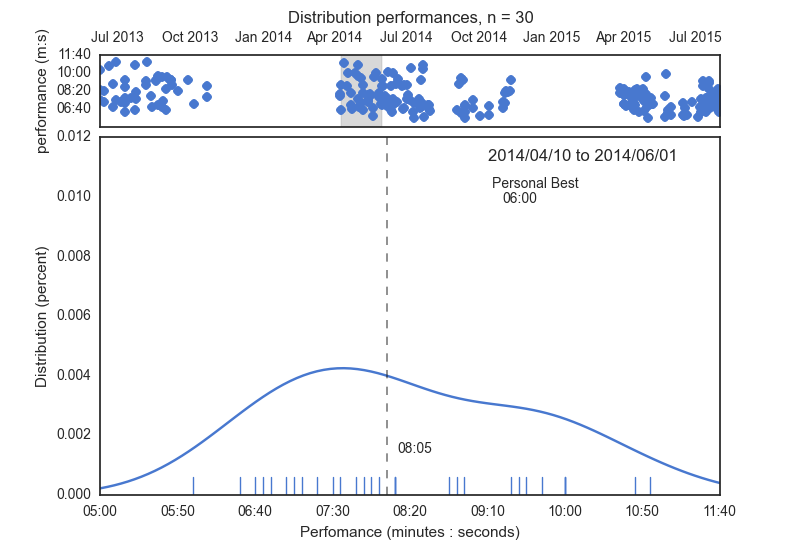 Distribution performances, n = 30
Jul 2013 Oct 2013 Jan 2014 Apr 2014 Jul 2014 Oct 2014 Jan 2015 Apr 2015 Jul 2015
performance (m:s)
11:40
10:00
08:20
06:40
2014/04/10 to 2014/06/01
Personal Best
06:00
Distribution (percent)
0.012
0.010
0.008
0.006
0.004
0.002
0.000
08:05
05:00 05:50 06:40 07:30 08:20 09:10 10:00 10:50 11:40
Perfomance (minutes : seconds)